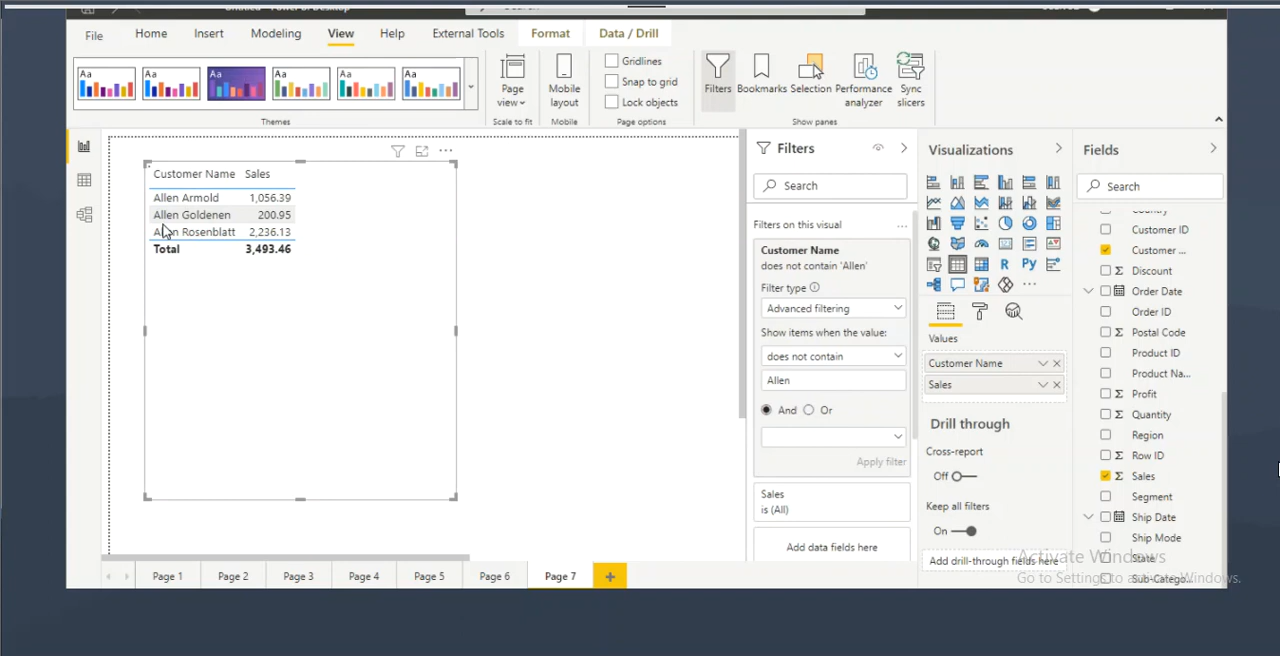 File Home Insert Modeling View Help External Tools Format Data / Drill
Aa Aa Aa Aa Aa Aa
Page view
Mobile layout
Gridlines
Snap to grid
Lock objects
Filters Bookmarks Selection Performance analyzer Sync slicers
Themes Scale to fit Mobile Page options Show panes
Customer Name Sales
Allen Armold 1,056.39
Allen Goldenen 200.95
Rosenblatt 2,236.13
Total 3,493.46
Filters
Search
Filters on this visual ...
Customer Name
does not contain 'Allen'
Filter type
Advanced filtering
Show items when the value:
does not contain
Allen
And Or
Apply filter
Sales
is (All)
Add data fields here
Visualizations
R Py
Values
Customer Name
Sales
Drill through
Cross-report
Off
Keep all filters
On
Add drill-through fields here
Fields
Search
Country
Customer ID
Customer ...
Σ Discount
Order Date
Order ID
Σ Postal Code
Product ID
Product Na...
Σ Profit
Σ Quantity
Region
Σ Row ID
Σ Sales
Segment
Ship Date
Ship Mode
State
Sub-Catego...
Activate Windows
Go to Settings to activate Windows.
Page 1 Page 2 Page 3 Page 4 Page 5 Page 6 Page 7 +